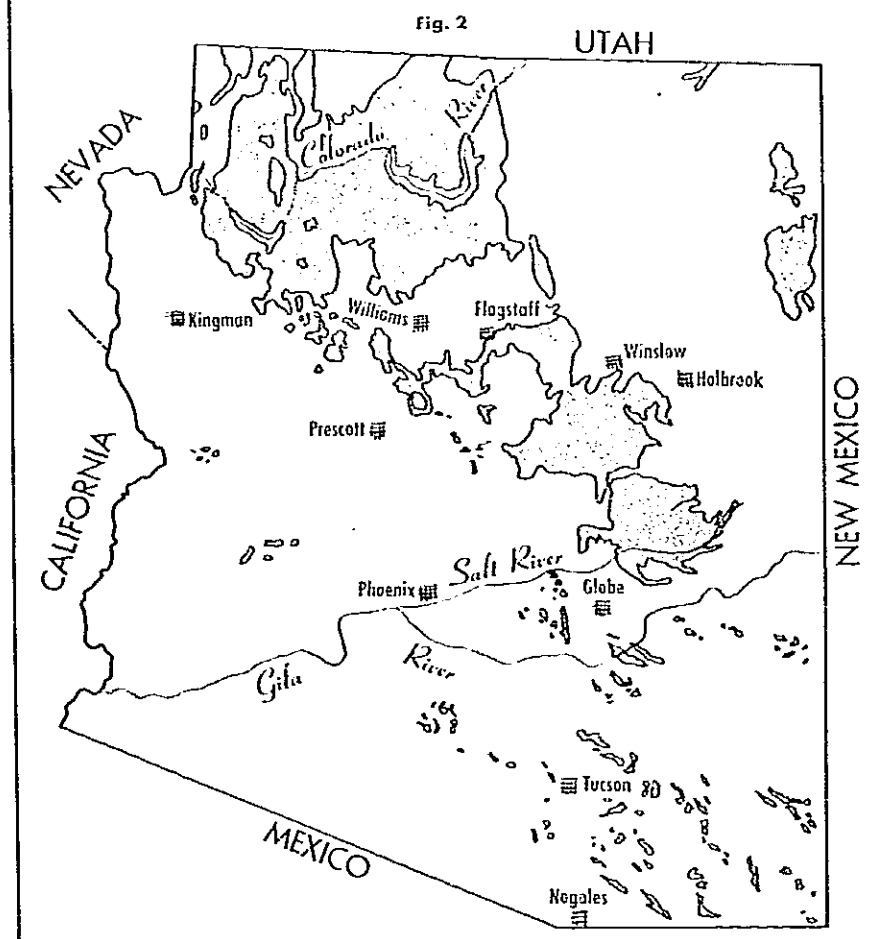 Fig. 2
UTAH
NEVADA
Colorado
River
Kingman
Williams
Flagstaff
Winslow
Holbrook
Prescott
CALIFORNIA
NEW MEXICO
Phoenix
Salt River
Globe
Gila
River
Tucson
MEXICO
Nogales